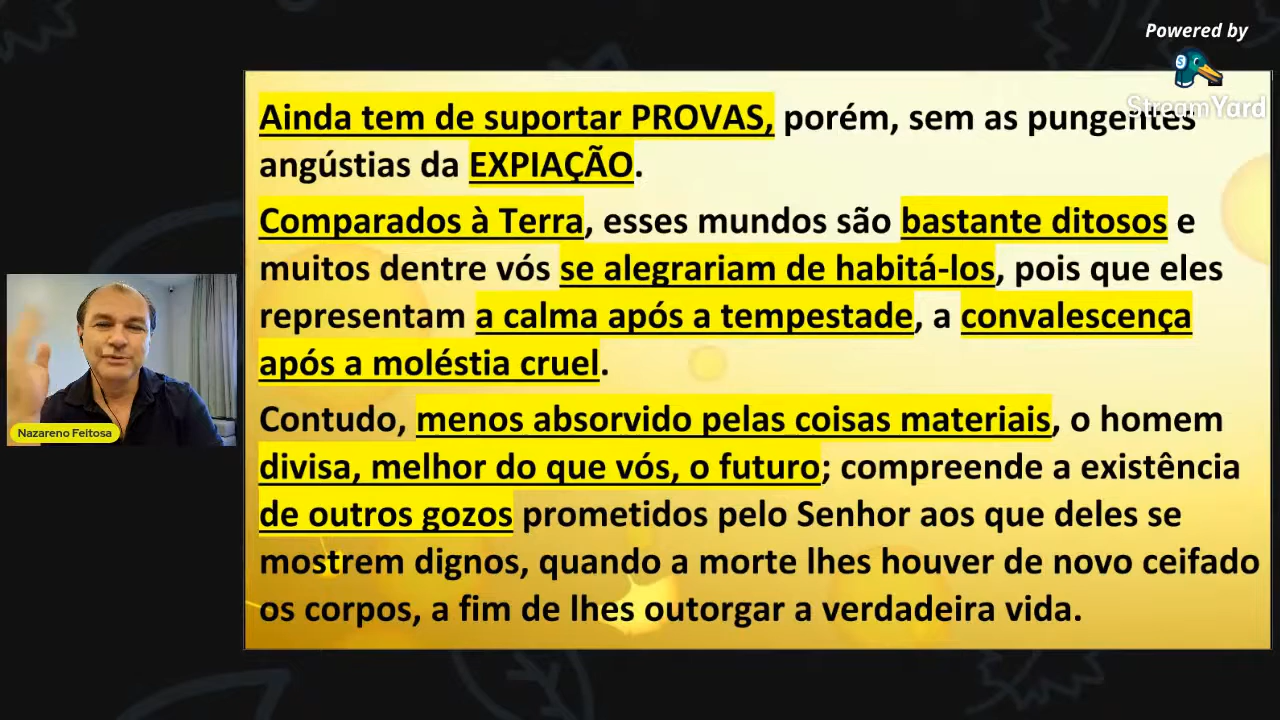 Powered by
StreamYard
Ainda tem de suportar PROVAS, porém, sem as pungentes
angústias da EXPIAÇÃO.
Comparados à Terra, esses mundos são bastante ditosos e
muitos dentre vós se alegrariam de habitá-los, pois que eles
representam a calma após a tempestade, a convalescença
após a moléstia cruel.
Contudo, menos absorvido pelas coisas materiais, o homem
divisa, melhor do que vós, o futuro; compreende a existência
de outros gozos prometidos pelo Senhor aos que deles se
mostrem dignos, quando a morte lhes houver de novo ceifado
os corpos, a fim de lhes outorgar a verdadeira vida.
Nazareno Feitosa